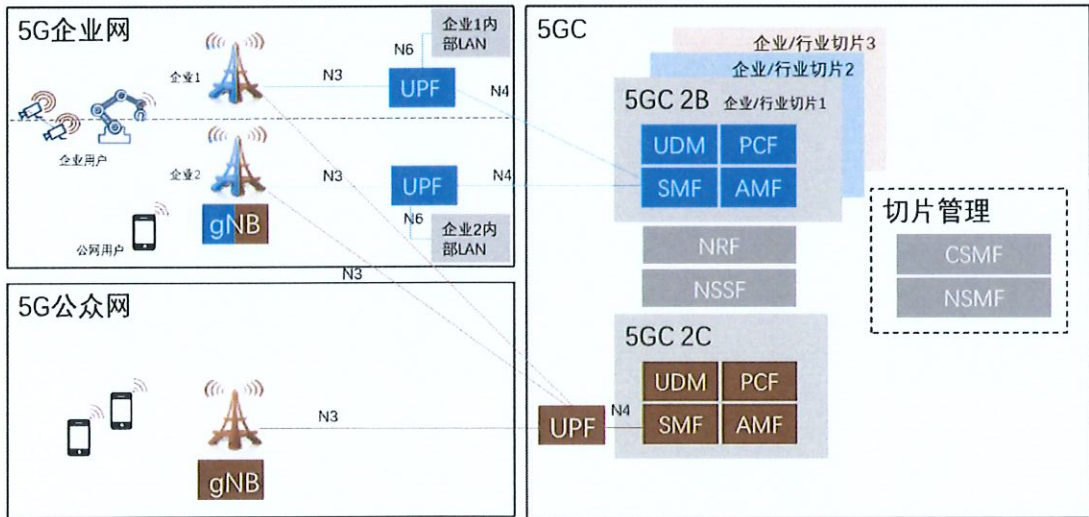 5G企业网
企业1
N3
UPF
N6
企业1内
部LAN
N4
企业用户
企业2
N3
UPF
N4
N6
企业2内
部LAN
gNB
公网用户
N3
5G公众网
N3
gNB
5GC
企业/行业切片3
企业/行业切片2
5GC 2B 企业/行业切片1
UDM PCF
SMF AMF
NRF
NSSF
切片管理
CSMF
NSMF
5GC 2C
UDM PCF
UPF N4 SMF AMF